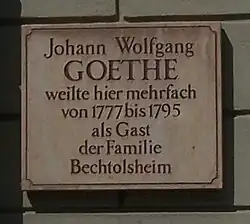 Johann Wolfgang
GOETHE
weilte hier mehrfach
von 1777 bis 1795
als Gast
der Familie
Bechtolsheim